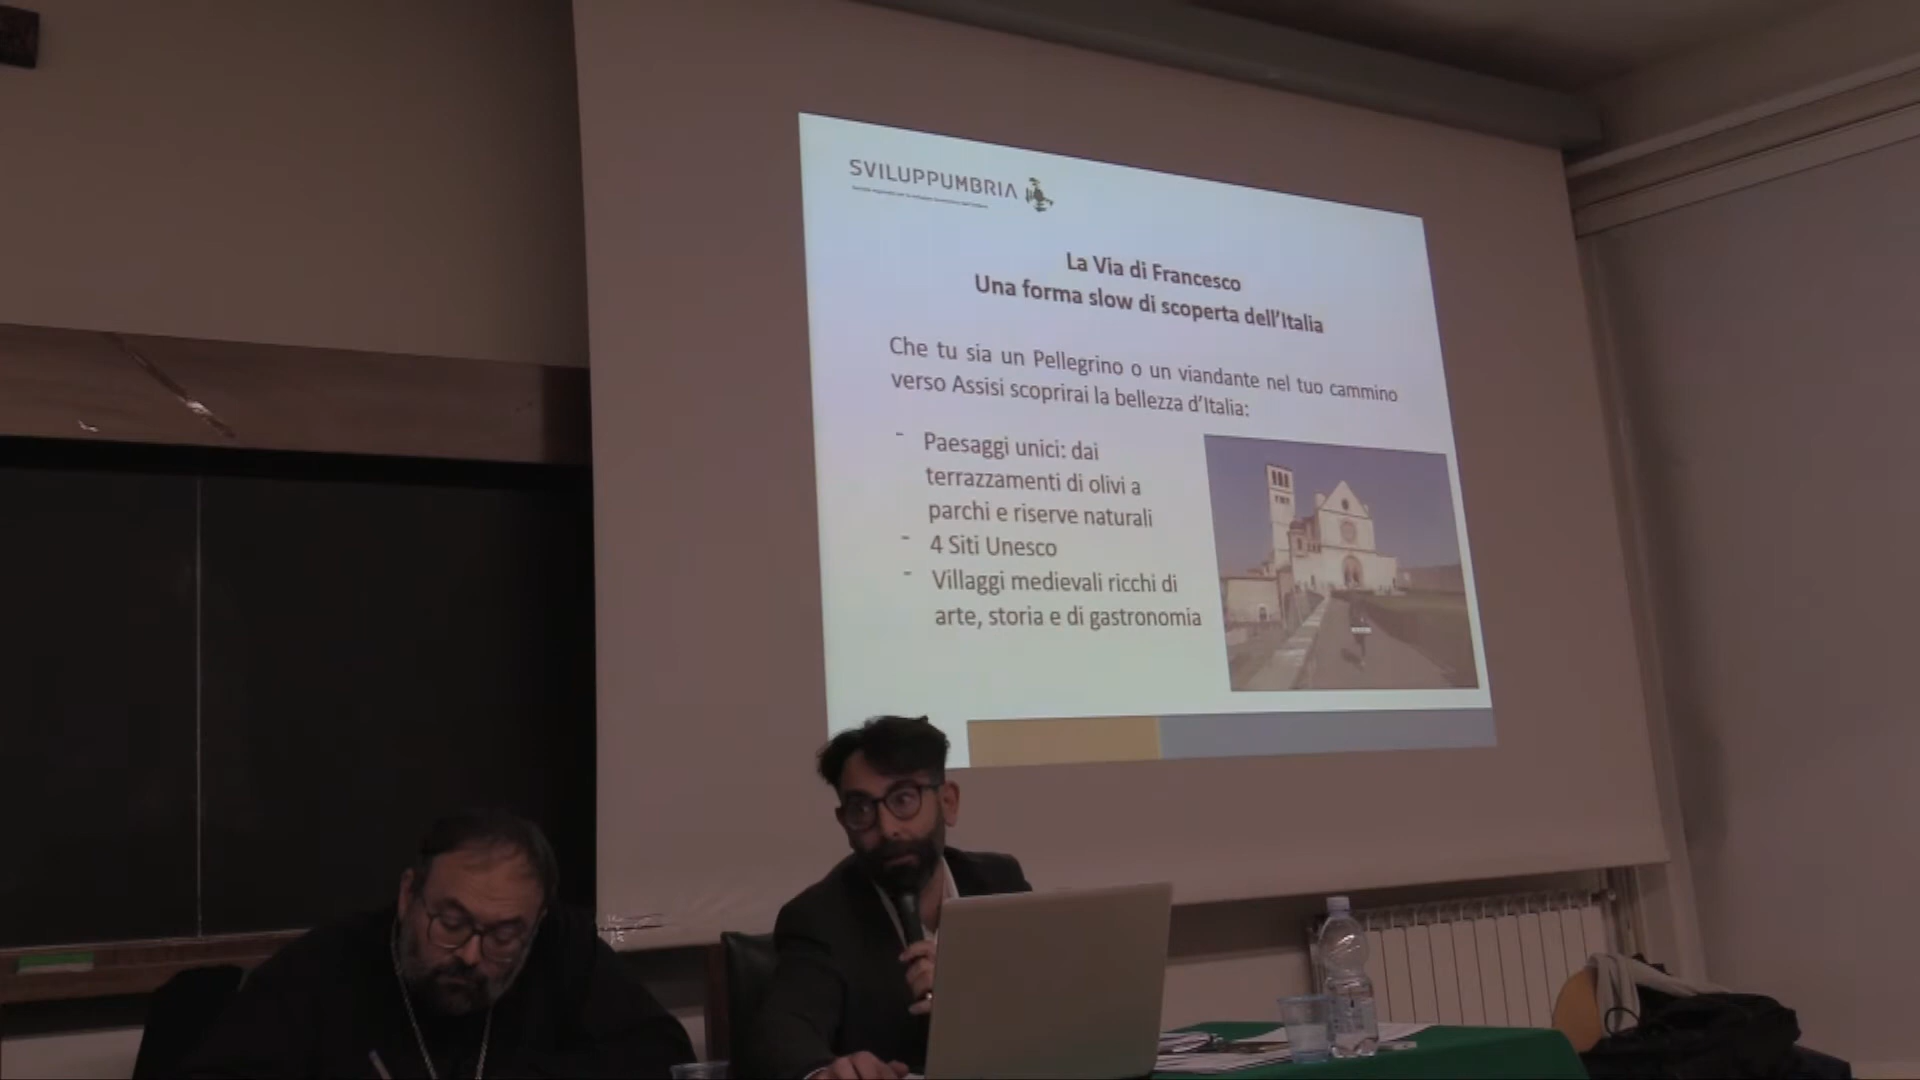 SVILUPPUMBRIA
La Via di Francesco
Una forma slow di scoperta dell'Italia
Che tu sia un Pellegrino o un viandante nel tuo cammino
verso Assisi scoprirai la bellezza d'Italia:
- Paesaggi unici: dai
terrazzamenti di olivi a
parchi e riserve naturali
- 4 Siti Unesco
- Villaggi medievali ricchi di
arte, storia e di gastronomia